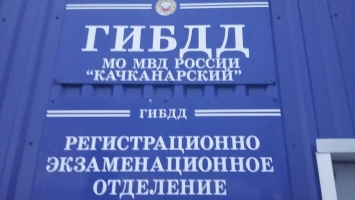 ГИБДД
МО МВД РОССИИ
"КАЧКАНАРСКИЙ"
ГИБДД
РЕГИСТРАЦИОННО
ЭКЗАМЕНАЦИОННОЕ
ОТДЕЛЕНИЕ